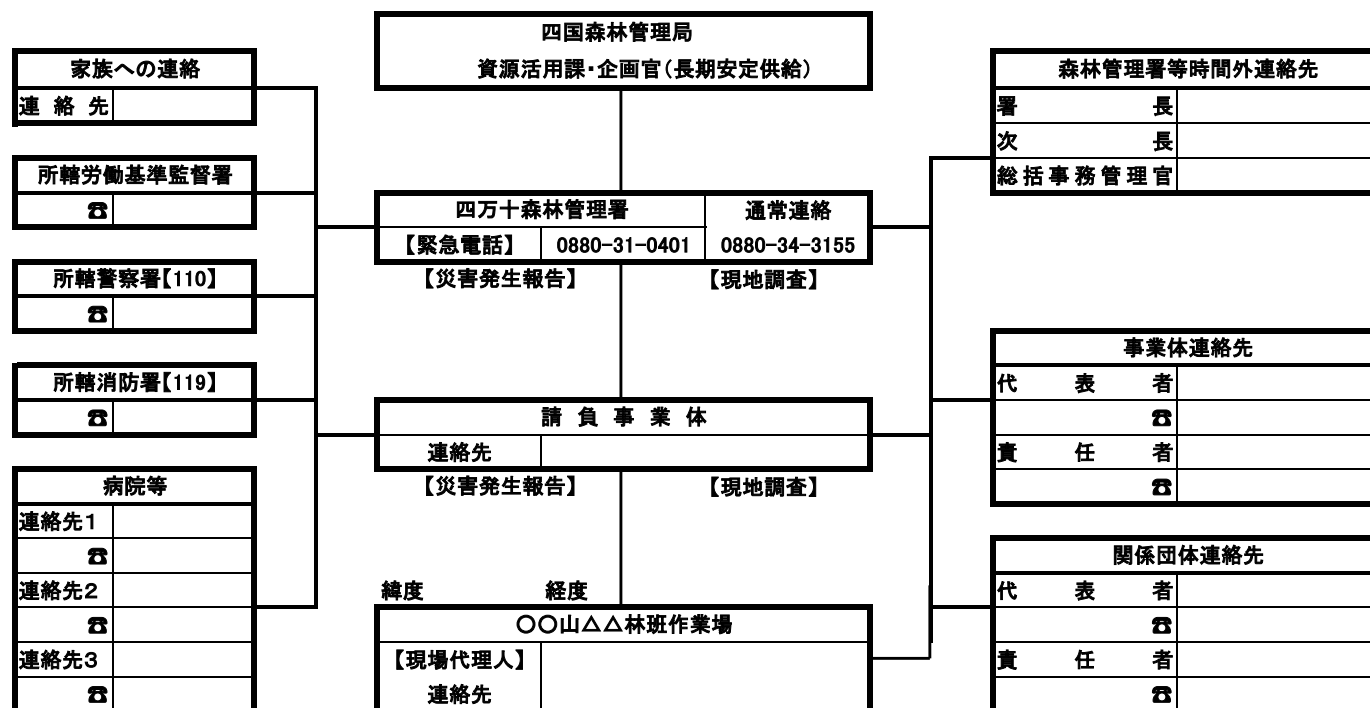 四国森林管理局
資源活用課・企画官(長期安定供給)
家族への連絡
連絡先
所轄労働基準監督署
☎
所轄警察署【110】
☎
所轄消防署【119】
☎
病院等
連絡先1
☎
連絡先2
☎
連絡先3
☎
四万十森林管理署 通常連絡
【緊急電話】 0880-31-0401 0880-34-3155
【災害発生報告】 【現地調査】
請負事業体
連絡先
【災害発生報告】 【現地調査】
緯度 経度
〇〇山△△林班作業場
【現場代理人】
連絡先
森林管理署等時間外連絡先
署長
次長
総括事務管理官
事業体連絡先
代表者
☎
責任者
☎
関係団体連絡先
代表者
☎
責任者
☎